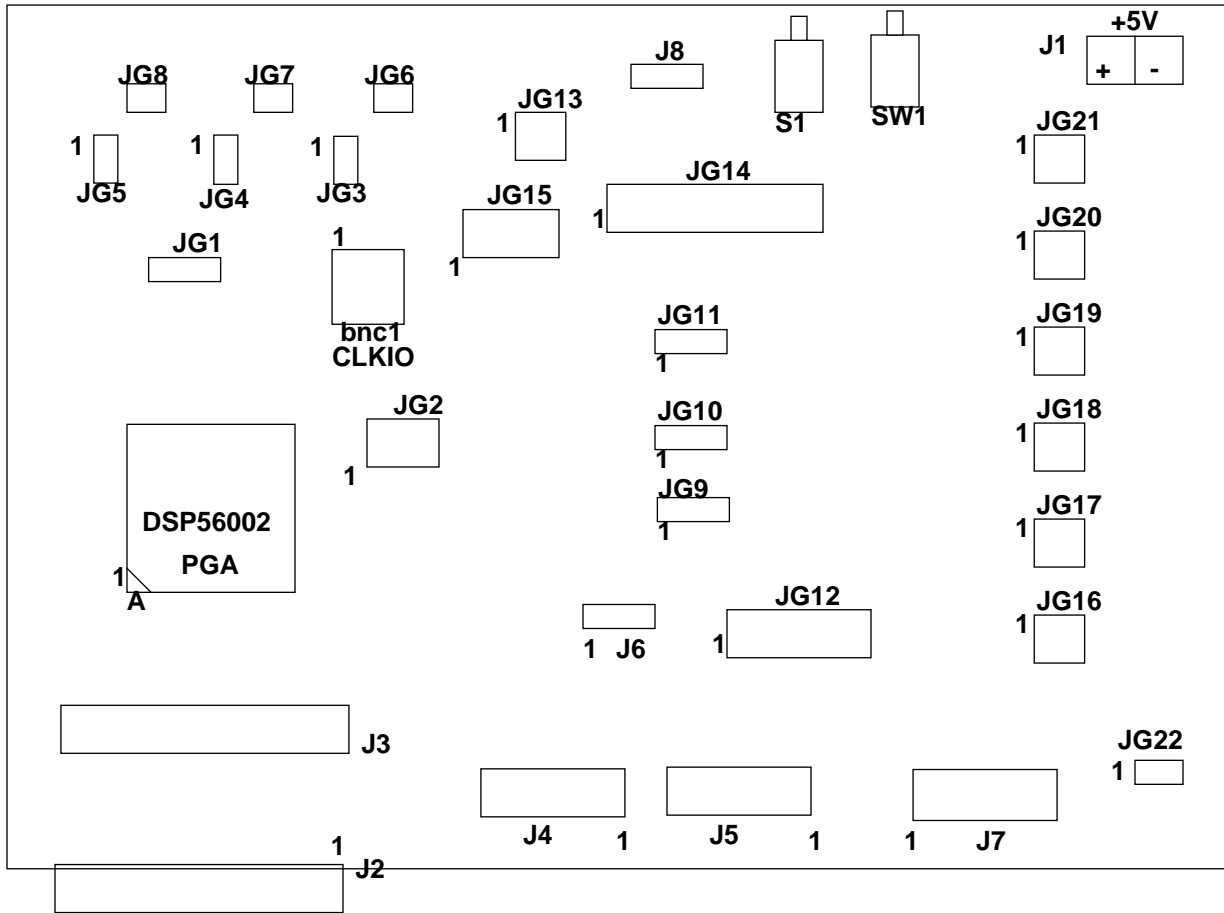 +5V
J1
+ -
J8
JG8
JG7
JG6
JG13
1
S1
SW1
JG21
1
1
JG5
1
JG4
1
JG3
JG14
1
JG15
1
JG20
1
JG1
1
bnc1
CLKIO
JG11
1
JG19
1
JG2
1
JG10
1
JG18
1
JG9
1
DSP56002
PGA
1
A
JG17
1
JG12
1
1 J6
JG16
1
J3
JG22
1
J4 1
J5 1
1 J7
1
J2